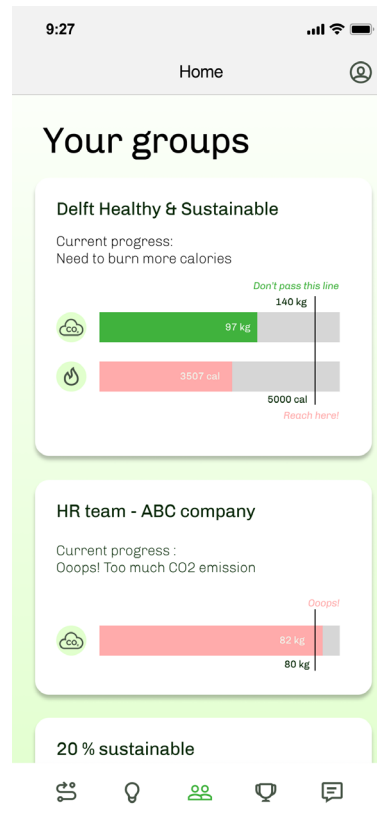 9:27
Home
Your groups
Delft Healthy & Sustainable
Current progress:
Need to burn more calories
Don't pass this line
140 kg
CO₂
97 kg
3507 cal
5000 cal
Reach here!
HR team - ABC company
Current progress :
Ooops! Too much CO2 emission
Ooops!
CO₂
82 kg
80 kg
20 % sustainable